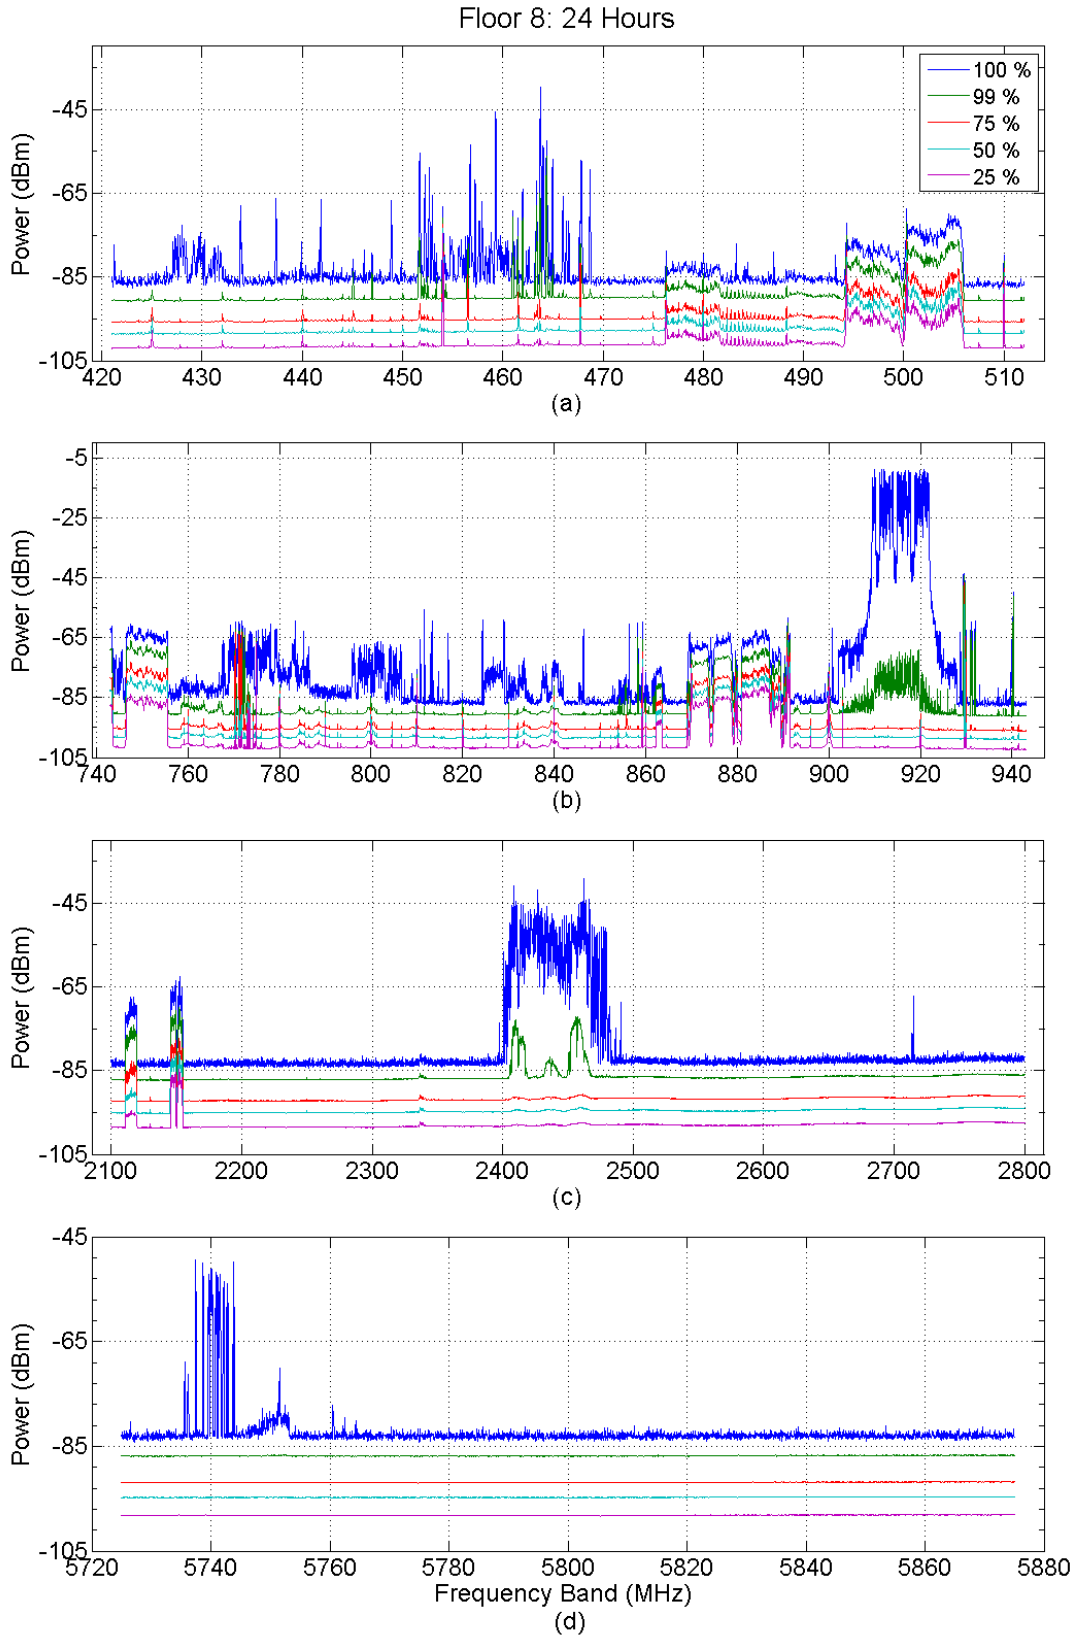 Floor 8: 24 Hours
100 %
99 %
75 %
50 %
25 %
Power (dBm)
-45
-65
-85
-105
420 430 440 450 460 470 480 490 500 510
(a)
Power (dBm)
-5
-25
-45
-65
-85
-105
740 760 780 800 820 840 860 880 900 920 940
(b)
Power (dBm)
-45
-65
-85
-105
2100 2200 2300 2400 2500 2600 2700 2800
(c)
Power (dBm)
-45
-65
-85
-105
5720 5740 5760 5780 5800 5820 5840 5860 5880
Frequency Band (MHz)
(d)